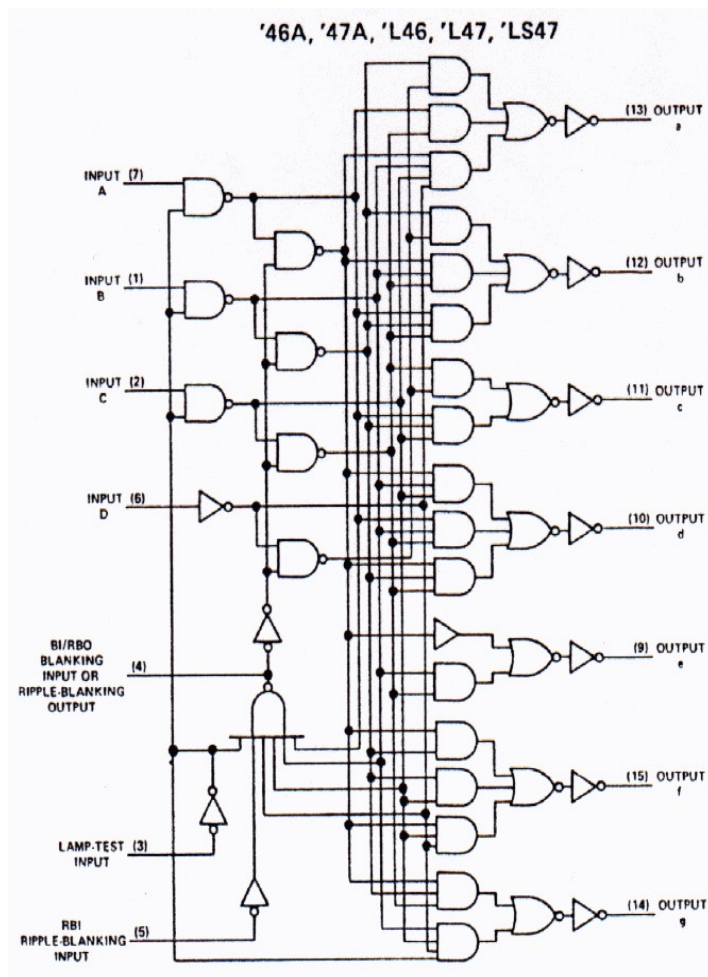 '46A, '47A, 'L46, 'L47, 'LS47
(13) OUTPUT
a
INPUT (7)
A
(12) OUTPUT
b
INPUT (1)
B
INPUT (2)
C
(11) OUTPUT
c
INPUT (6)
D
(10) OUTPUT
d
BI/RBO
BLANKING
INPUT OR (4)
RIPPLE-BLANKING
OUTPUT
(9) OUTPUT
e
(15) OUTPUT
f
LAMP-TEST (3)
INPUT
(14) OUTPUT
g
RBI (5)
RIPPLE-BLANKING
INPUT